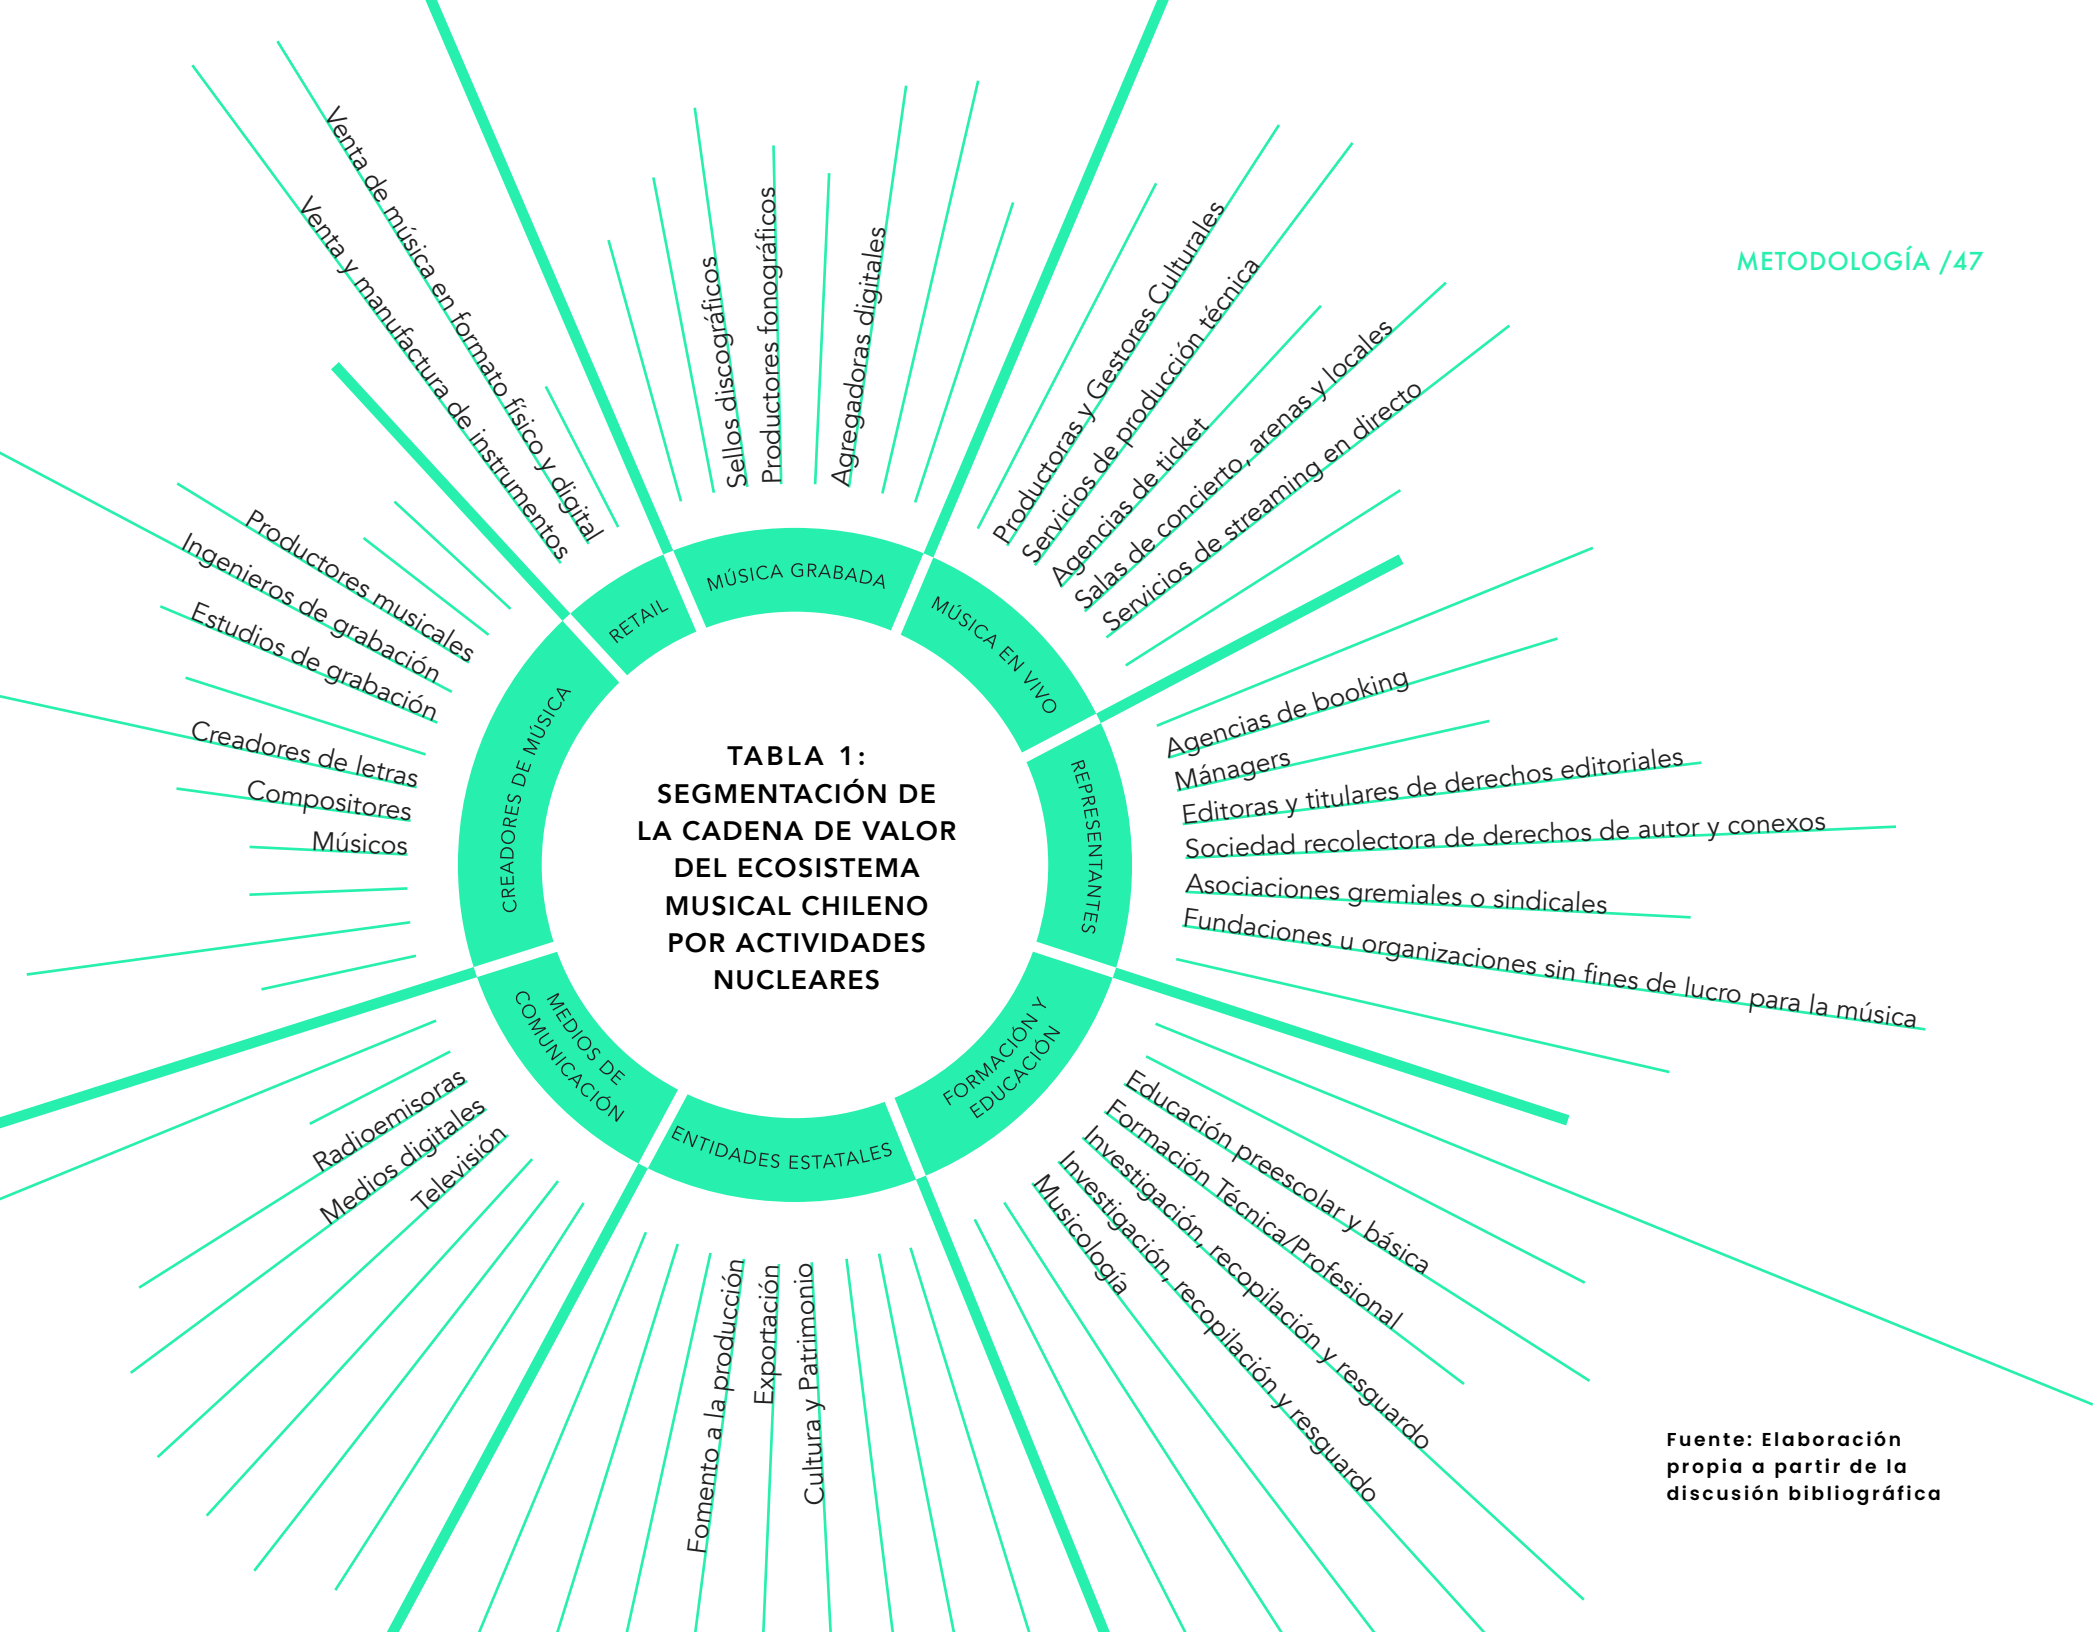 METODOLOGÍA /47
TABLA 1:
SEGMENTACIÓN DE
LA CADENA DE VALOR
DEL ECOSISTEMA
MUSICAL CHILENO
POR ACTIVIDADES
NUCLEARES
MÚSICA GRABADA
Sellos discográficos
Productores fonográficos
Agregadoras digitales
MÚSICA EN VIVO
Productoras y Gestores Culturales
Servicios de producción técnica
Agencias de ticket
Salas de concierto, arenas y locales
Servicios de streaming en directo
REPRESENTANTES
Agencias de booking
Mánagers
Editoras y titulares de derechos editoriales
Sociedad recolectora de derechos de autor y conexos
Asociaciones gremiales o sindicales
Fundaciones u organizaciones sin fines de lucro para la música
FORMACIÓN Y
EDUCACIÓN
Educación preescolar y básica
Formación Técnica/Profesional
Investigación, recopilación y resguardo
Investigación, recopilación y resguardo
Musicología
ENTIDADES ESTATALES
Fomento a la producción
Exportación
Cultura y Patrimonio
MEDIOS DE
COMUNICACIÓN
Radioemisoras
Medios digitales
Televisión
CREADORES DE MÚSICA
Productores musicales
Ingenieros de grabación
Estudios de grabación
Creadores de letras
Compositores
Músicos
RETAIL
Venta de música en formato físico y digital
Venta y manufactura de instrumentos
Fuente: Elaboración
propia a partir de la
discusión bibliográfica